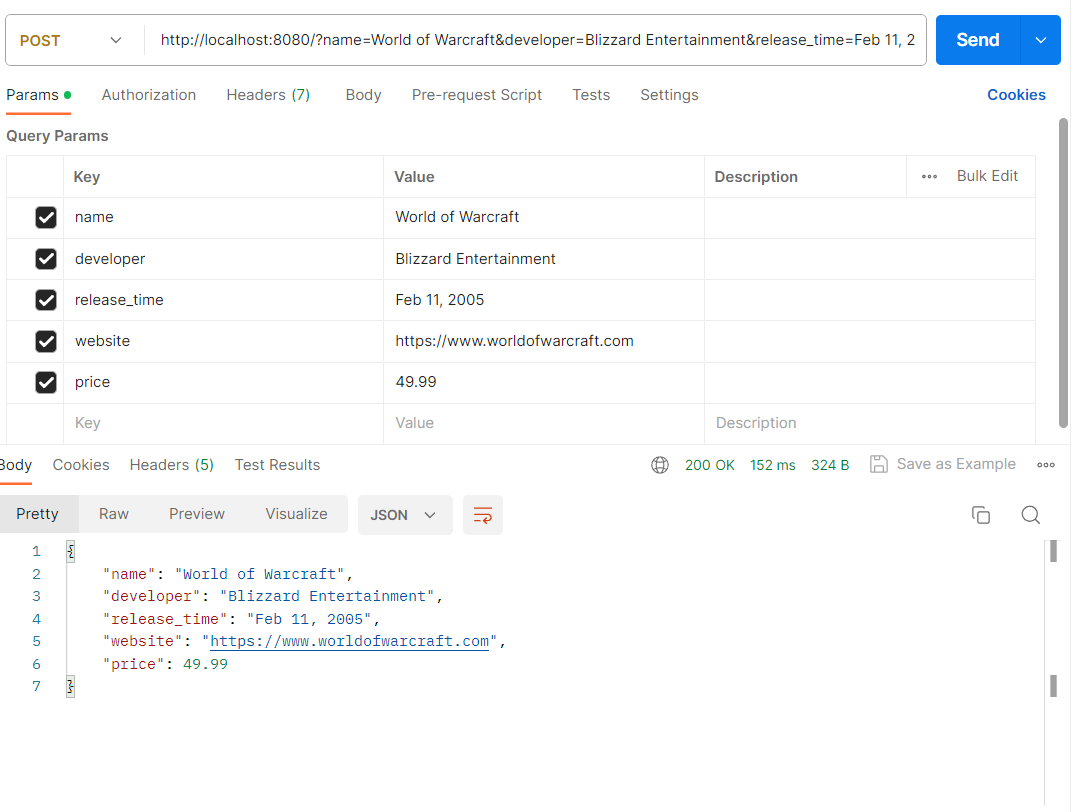 POST http://localhost:8080/?name=World of Warcraft&developer=Blizzard Entertainment&release_time=Feb 11, 2 Send
Params Authorization Headers (7) Body Pre-request Script Tests Settings Cookies
Query Params
Key Value Description Bulk Edit
name World of Warcraft
developer Blizzard Entertainment
release_time Feb 11, 2005
website https://www.worldofwarcraft.com
price 49.99
Key Value Description
Body Cookies Headers (5) Test Results 200 OK 152 ms 324 B Save as Example
Pretty Raw Preview Visualize JSON
1 {
2 "name": "World of Warcraft",
3 "developer": "Blizzard Entertainment",
4 "release_time": "Feb 11, 2005",
5 "website": "https://www.worldofwarcraft.com",
6 "price": 49.99
7 }